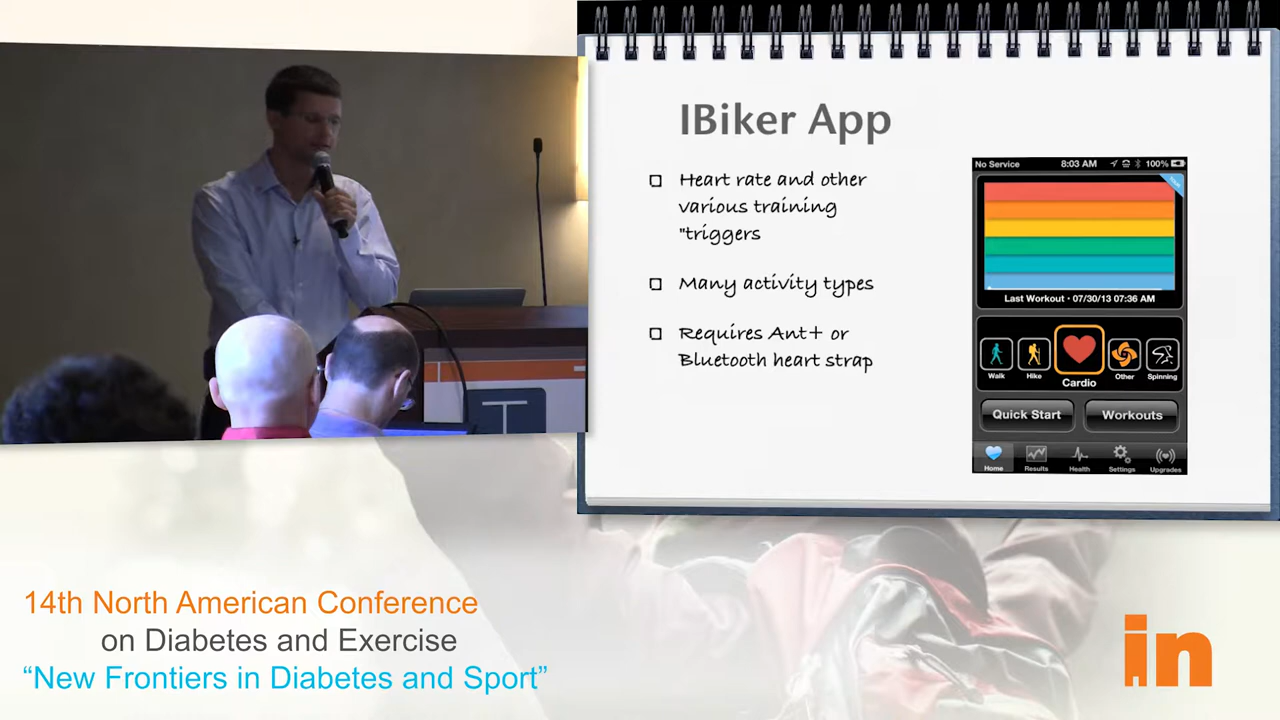 IBiker App
Heart rate and other
various training
"triggers
Many activity types
Requires Ant+ or
Bluetooth heart strap
No Service 8:03 AM 100%
Last Workout • 07/30/13 07:36 AM
Walk Hike Cardio Other Spinning
Quick Start Workouts
Home Results Health Settings Upgrades
14th North American Conference
on Diabetes and Exercise
“New Frontiers in Diabetes and Sport”
in